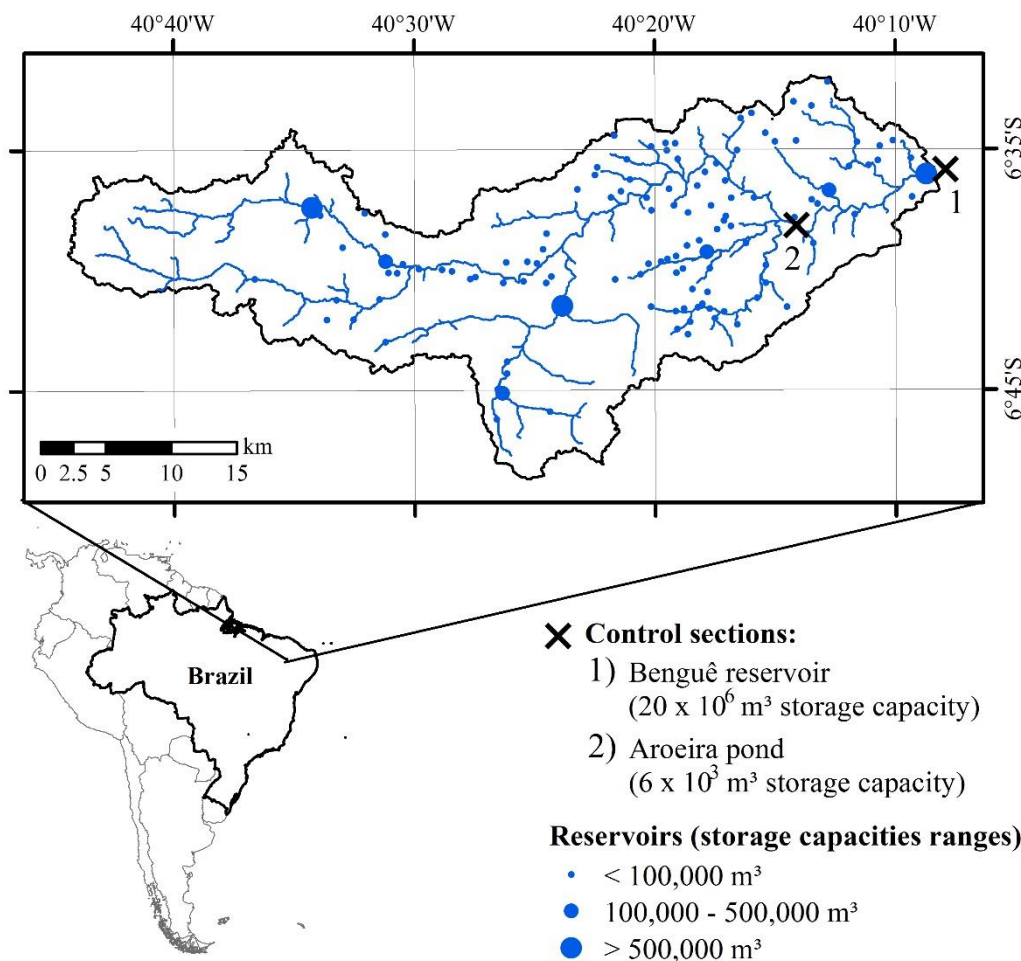 40°40'W 40°30'W 40°20'W 40°10'W
6°35'S
1
2
6°45'S
km
0 2.5 5 10 15
Brazil
Control sections:
1) Benguê reservoir
(20 x 10⁶ m³ storage capacity)
2) Aroeira pond
(6 x 10³ m³ storage capacity)
Reservoirs (storage capacities ranges)
< 100,000 m³
100,000 - 500,000 m³
> 500,000 m³